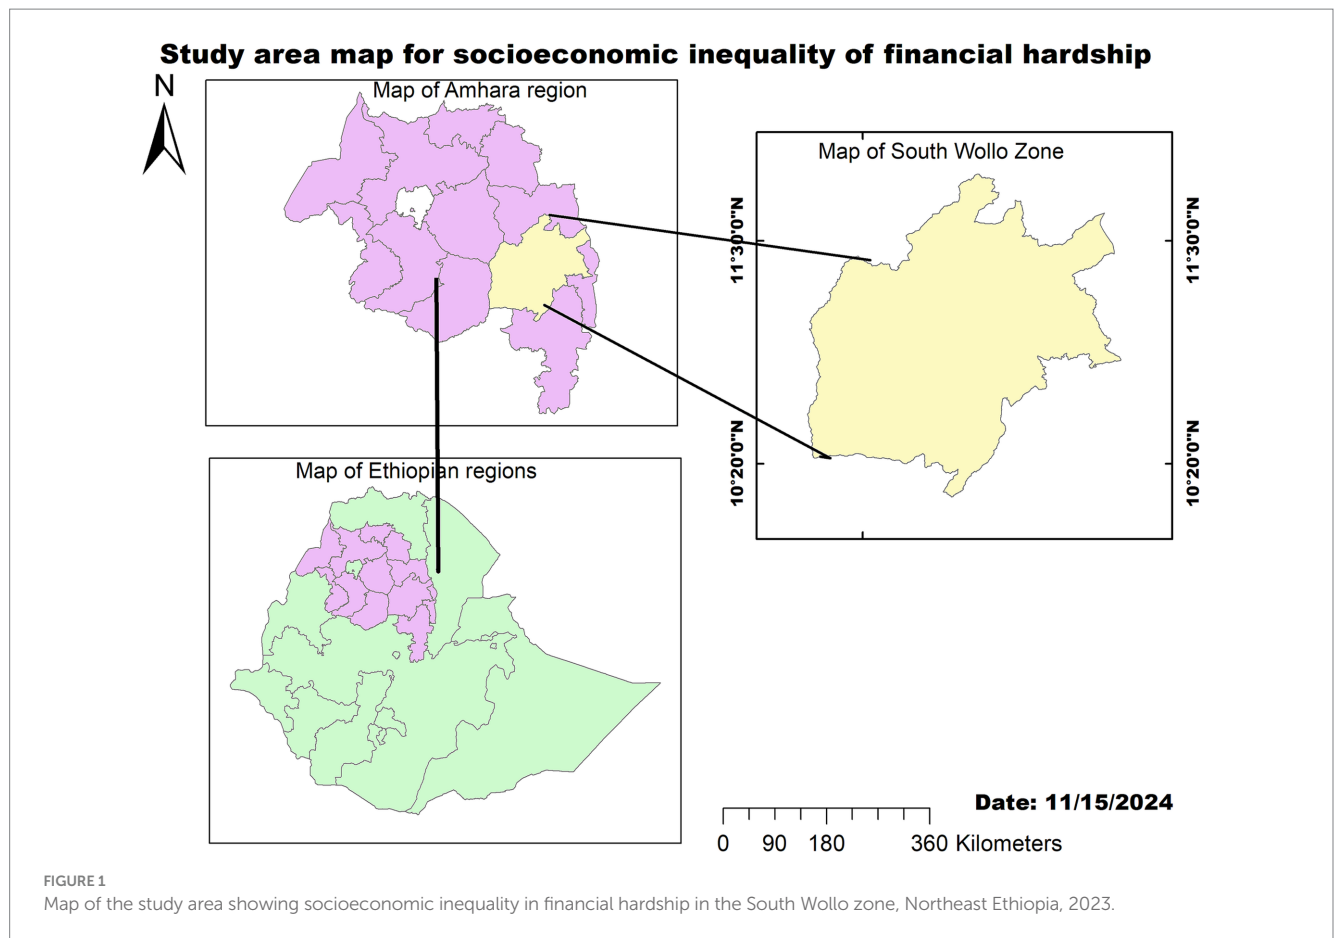 Study area map for socioeconomic inequality of financial hardship
N
Map of Amhara region
Map of South Wollo Zone
11°30'0"N
11°30'0"N
10°20'0"N
10°20'0"N
Map of Ethiopian regions
Date: 11/15/2024
0 90 180 360 Kilometers
FIGURE 1
Map of the study area showing socioeconomic inequality in financial hardship in the South Wollo zone, Northeast Ethiopia, 2023.